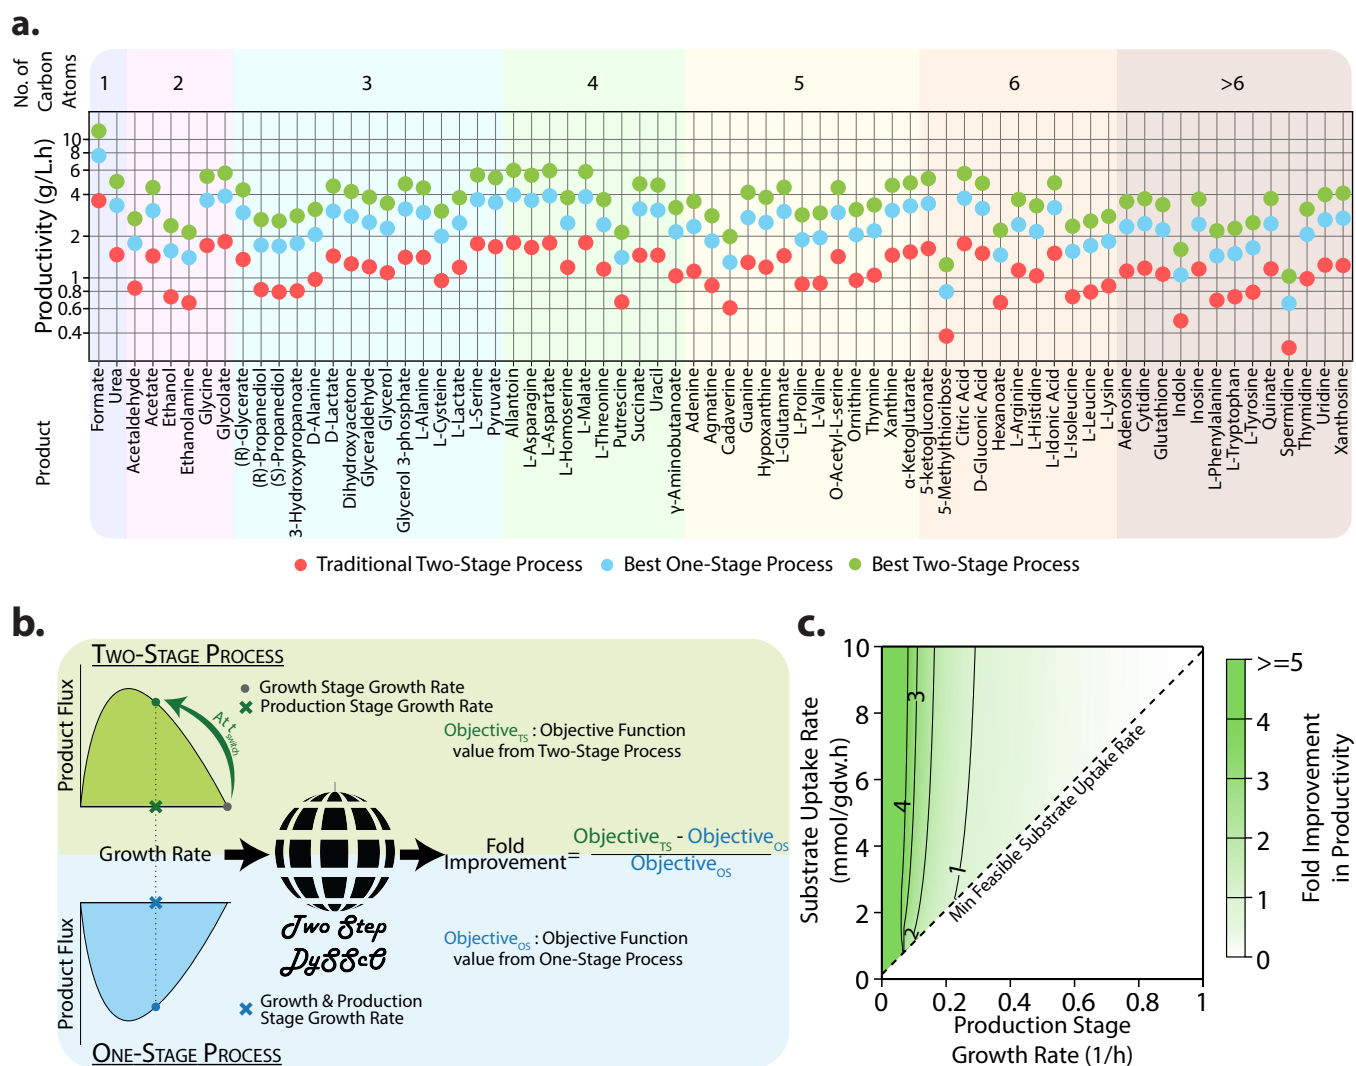 a.
No. of
Carbon
Atoms
1
2
3
4
5
6
>6
Productivity (g/L.h)
10
8
6
4
2
1
0.8
0.6
0.4
Product
Formate
Urea
Acetaldehyde
Acetate
Ethanol
Ethanolamine
Glycine
Glycolate
(R)-Glycerate
(R)-Propanediol
(S)-Propanediol
3-Hydroxypropanoate
D-Alanine
D-Lactate
Dihydroxyacetone
Glyceraldehyde
Glycerol
Glycerol 3-phosphate
L-Alanine
L-Cysteine
L-Lactate
L-Serine
Pyruvate
Allantoin
L-Asparagine
L-Aspartate
L-Homoserine
L-Malate
L-Threonine
Putrescine
Succinate
Uracil
γ-Aminobutanoate
Adenine
Agmatine
Cadaverine
Guanine
Hypoxanthine
L-Glutamate
L-Proline
L-Valine
O-Acetyl-L-serine
Ornithine
Thymine
Xanthine
α-Ketoglutarate
5-ketogluconate
5-Methylthioribose
Citric Acid
D-Gluconic Acid
Hexanoate
L-Arginine
L-Histidine
L-Idonic Acid
L-Isoleucine
L-Leucine
L-Lysine
Adenosine
Cytidine
Glutathione
Indole
Inosine
L-Phenylalanine
L-Tryptophan
L-Tyrosine
Quinate
Spermidine
Thymidine
Uridine
Xanthosine
Traditional Two-Stage Process
Best One-Stage Process
Best Two-Stage Process
b.
Two-Stage Process
Product Flux
Growth Stage Growth Rate
Production Stage Growth Rate
At t switch
Objective TS : Objective Function
value from Two-Stage Process
Growth Rate
Two Step
DySScO
Fold
Improvement
=
Objective TS - Objective OS
Objective OS
Product Flux
Objective OS : Objective Function
value from One-Stage Process
Growth & Production
Stage Growth Rate
One-Stage Process
c.
Substrate Uptake Rate
(mmol/gdw.h)
10
8
6
4
2
0
0
0.2
0.4
0.6
0.8
1
Production Stage
Growth Rate (1/h)
4
3
2
1
Min Feasible Substrate Uptake Rate
>=5
4
3
2
1
0
Fold Improvement
in Productivity